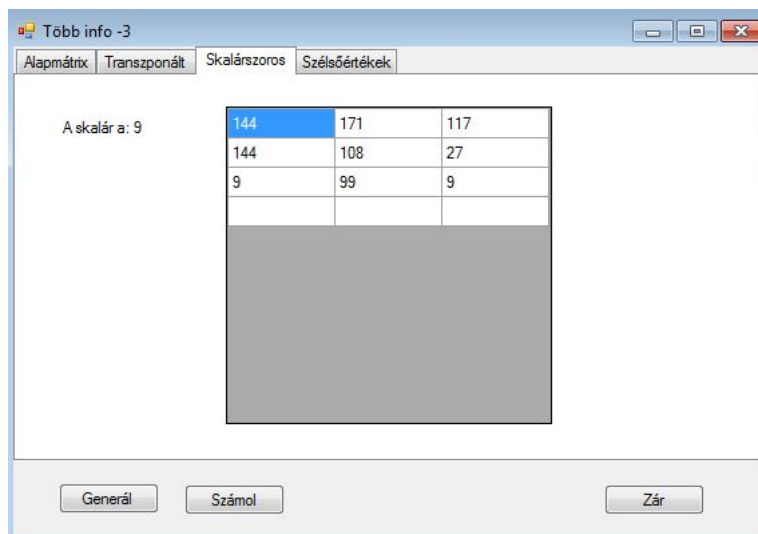 Több info -3
Alapmátrix Transzponált Skalárszoros Szélsőértékek
A skalár a: 9
144 171 117
144 108 27
9 99 9
Generál Számol Zár